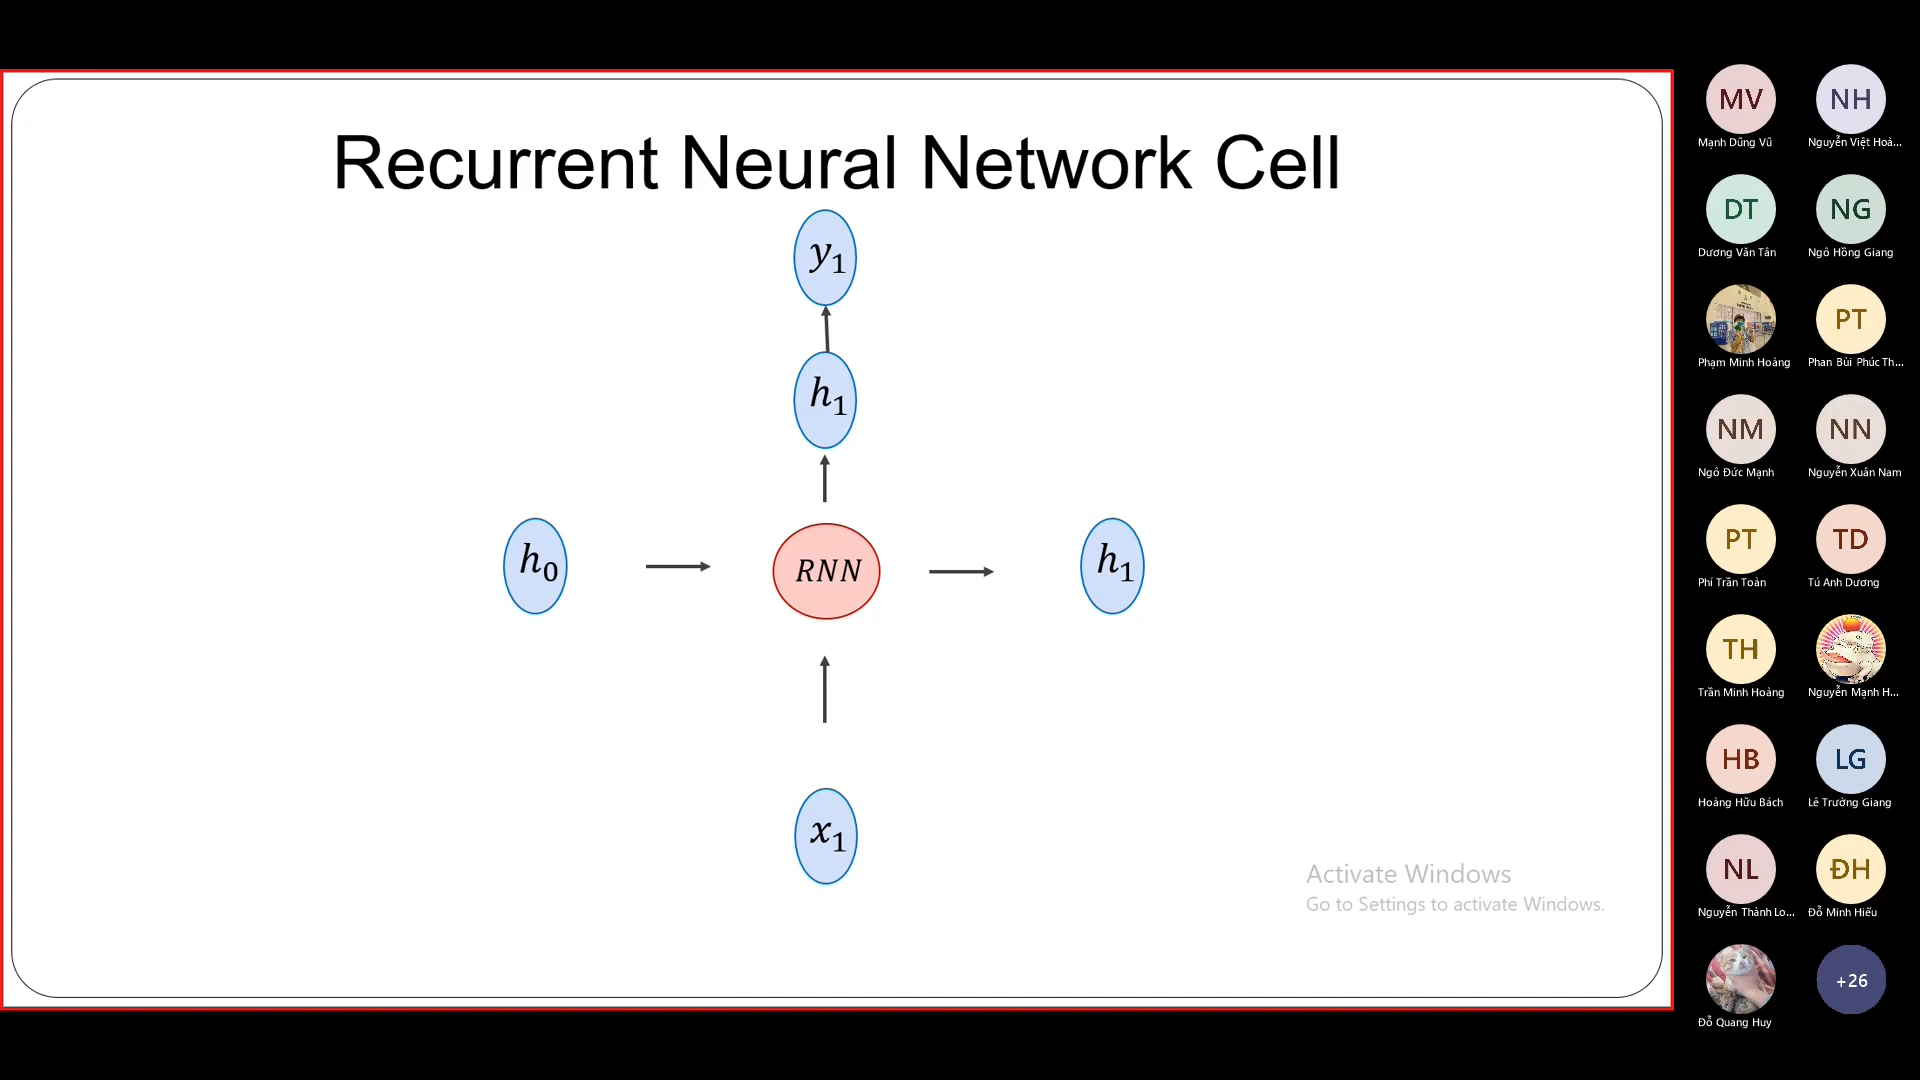 Recurrent Neural Network Cell
y1
h1
h0
RNN
h1
x1
Activate Windows
Go to Settings to activate Windows.
MV
NH
Mạnh Dũng Vũ
Nguyễn Việt Hoà...
DT
NG
Dương Văn Tân
Ngô Hồng Giang
PT
Phạm Minh Hoàng
Phan Bùi Phúc Th...
NM
NN
Ngô Đức Mạnh
Nguyễn Xuân Nam
PT
TD
Phí Trần Toàn
Tú Anh Dương
TH
Trần Minh Hoàng
Nguyễn Mạnh H...
HB
LG
Hoàng Hữu Bách
Lê Trường Giang
NL
ĐH
Nguyễn Thành Lo...
Đỗ Minh Hiếu
+26
Đỗ Quang Huy